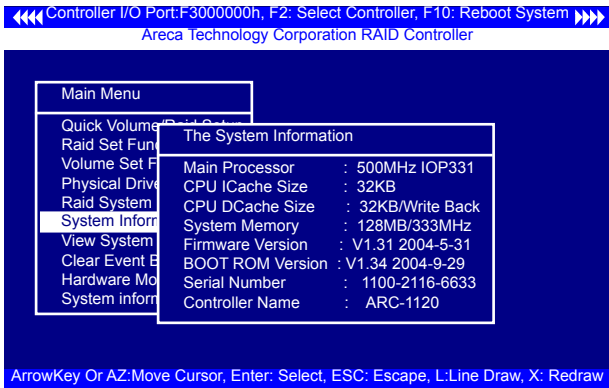 Controller I/O Port:F3000000h, F2: Select Controller, F10: Reboot System
Areca Technology Corporation RAID Controller
Main Menu
Quick Volume/Raid Setup
Raid Set Func
Volume Set F
Physical Drive
Raid System
System Inform
View System
Clear Event B
Hardware Mo
System inform
The System Information
Main Processor : 500MHz IOP331
CPU ICache Size : 32KB
CPU DCache Size : 32KB/Write Back
System Memory : 128MB/333MHz
Firmware Version : V1.31 2004-5-31
BOOT ROM Version : V1.34 2004-9-29
Serial Number : 1100-2116-6633
Controller Name : ARC-1120
ArrowKey Or AZ:Move Cursor, Enter: Select, ESC: Escape, L:Line Draw, X: Redraw